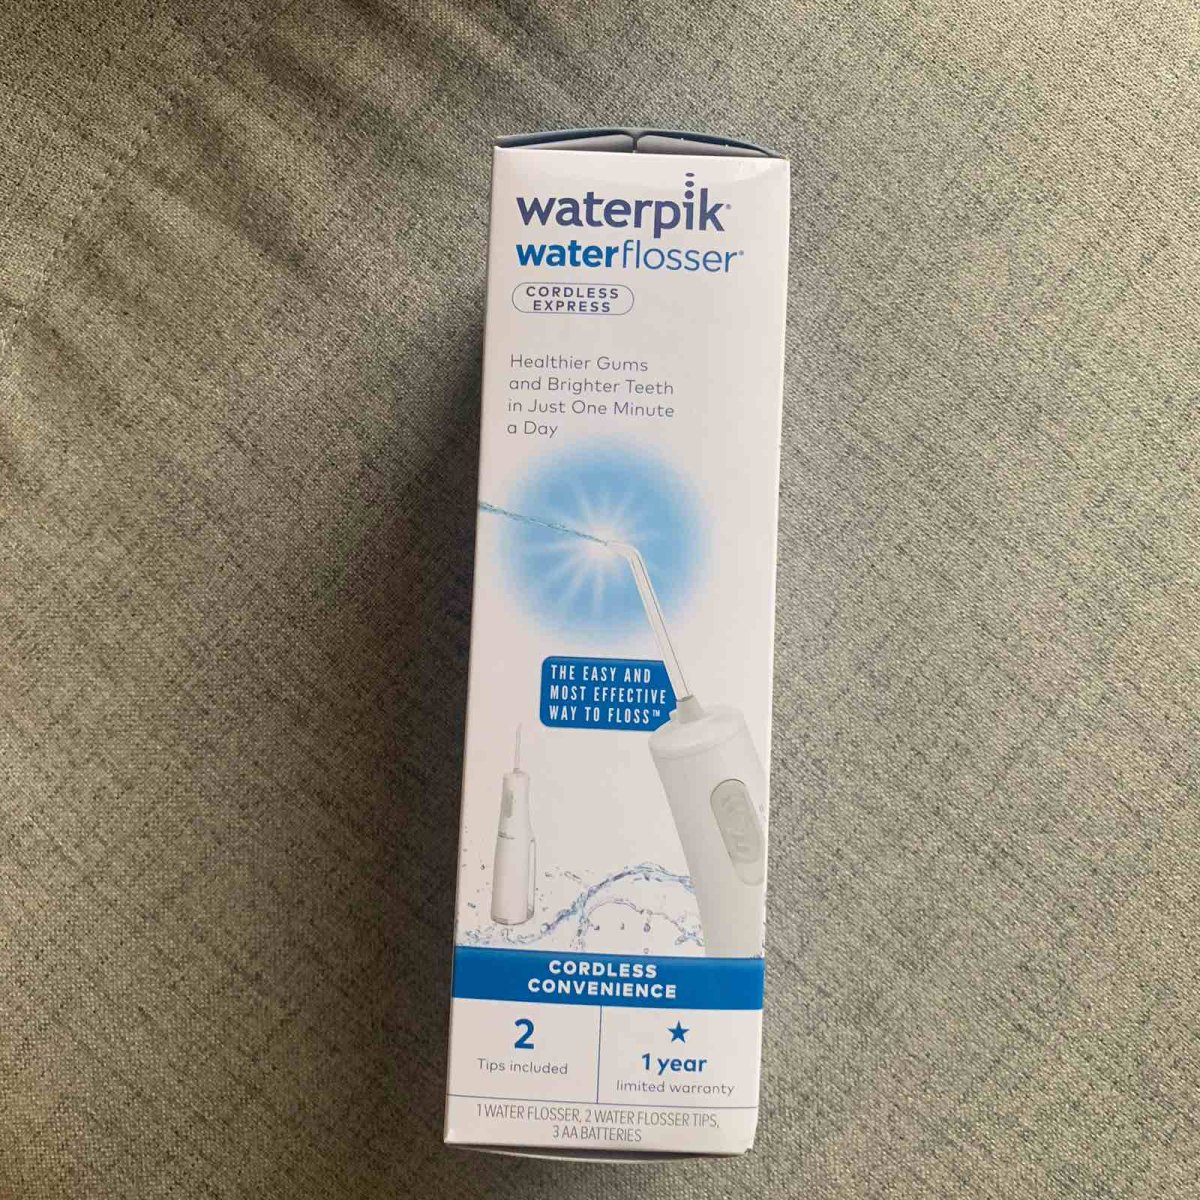 waterpik®
waterflosser®
CORDLESS
EXPRESS
Healthier Gums
and Brighter Teeth
in Just One Minute
a Day
THE EASY AND
MOST EFFECTIVE
WAY TO FLOSS™
CORDLESS
CONVENIENCE
2
Tips included
1 year
limited warranty
1 WATER FLOSSER, 2 WATER FLOSSER TIPS,
3 AA BATTERIES